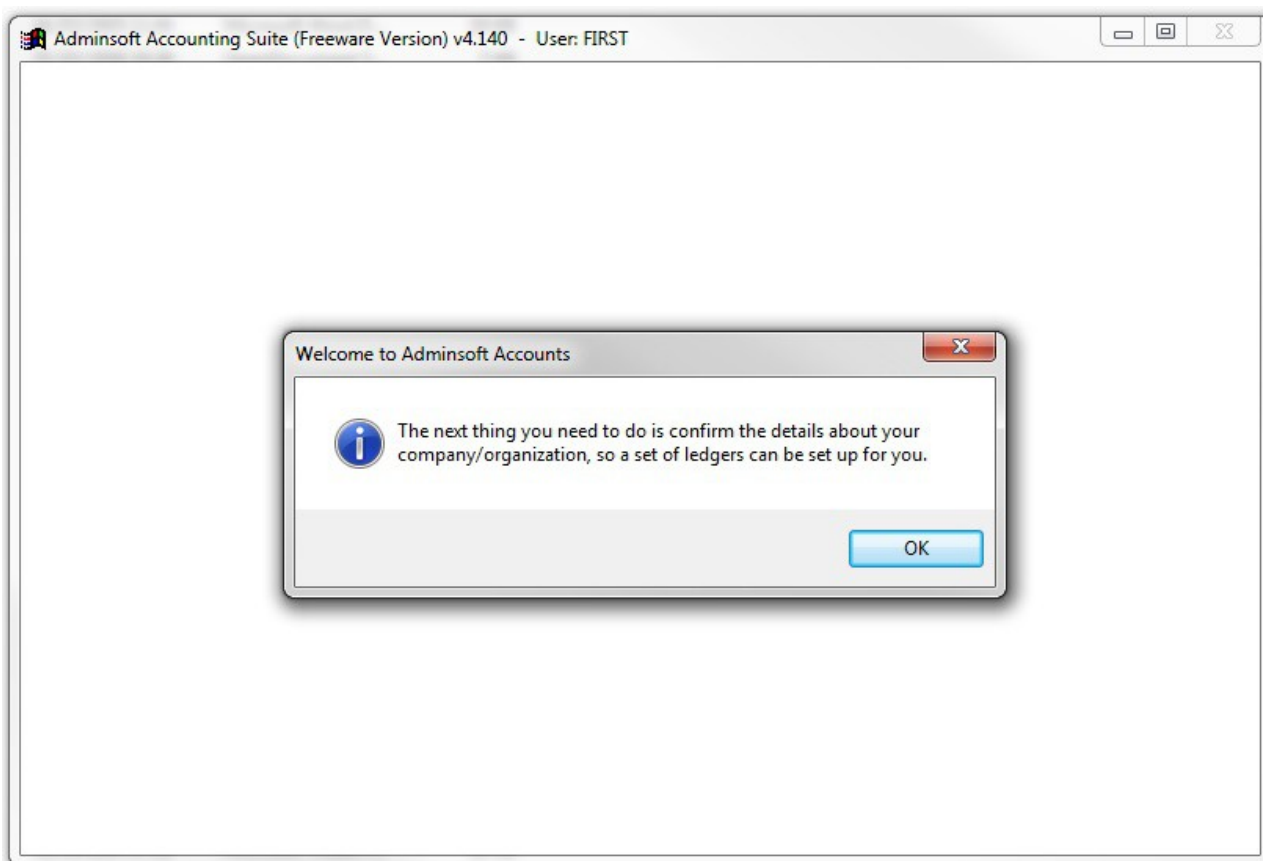 Adminsoft Accounting Suite (Freeware Version) v4.140 - User: FIRST
Welcome to Adminsoft Accounts
The next thing you need to do is confirm the details about your
company/organization, so a set of ledgers can be set up for you.
OK